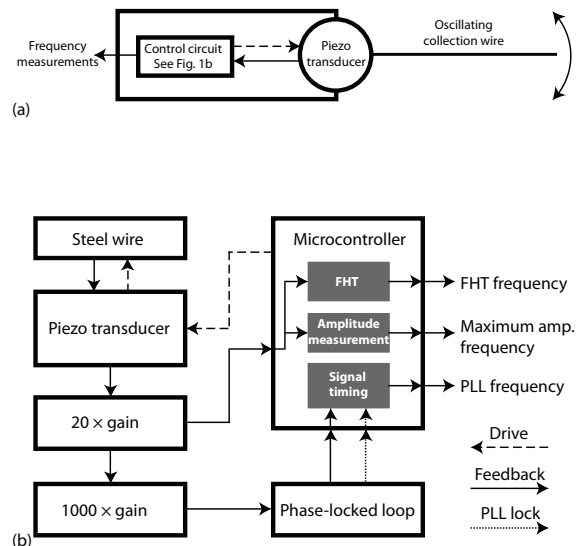 Frequency
measurements
Control circuit
See Fig. 1b
Piezo
transducer
Oscillating
collection wire
(a)
Steel wire
Piezo transducer
20 × gain
1000 × gain
Microcontroller
FHT
Amplitude
measurement
Signal
timing
Phase-locked loop
FHT frequency
Maximum amp.
frequency
PLL frequency
Drive
Feedback
PLL lock
(b)